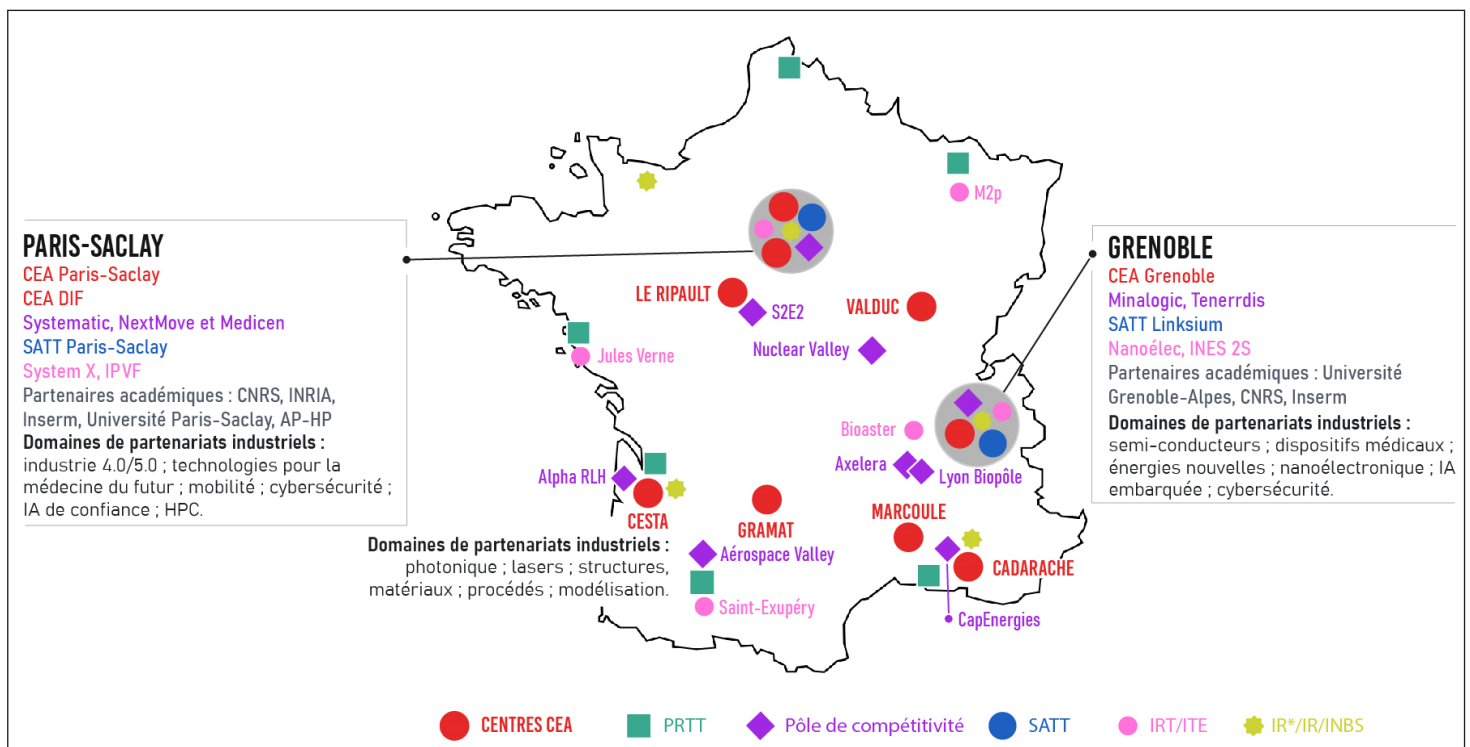 M2p
PARIS-SACLAY
CEA Paris-Saclay
CEA DIF
Systematic, NextMove et Medicen
SATT Paris-Saclay
System X, IPVF
Partenaires académiques : CNRS, INRIA,
Inserm, Université Paris-Saclay, AP-HP
Domaines de partenariats industriels :
industrie 4.0/5.0 ; technologies pour la
médecine du futur ; mobilité ; cybersécurité ;
IA de confiance ; HPC.
GRENOBLE
CEA Grenoble
Minalogic, Tenerrdis
SATT Linksium
Nanoélec, INES 2S
Partenaires académiques : Université
Grenoble-Alpes, CNRS, Inserm
Domaines de partenariats industriels :
semi-conducteurs ; dispositifs médicaux ;
énergies nouvelles ; nanoélectronique ; IA
embarquée ; cybersécurité.
LE RIPAULT
S2E2
VALDUC
Nuclear Valley
Jules Verne
Bioaster
Axelera
Lyon Biopôle
Alpha RLH
CESTA
GRAMAT
MARCOULE
Domaines de partenariats industriels :
photonique ; lasers ; structures,
matériaux ; procédés ; modélisation.
Aérospace Valley
CADARACHE
Saint-Exupéry
CapEnergies
CENTRES CEA
PRTT
Pôle de compétitivité
SATT
IRT/ITE
IR*/IR/INBS